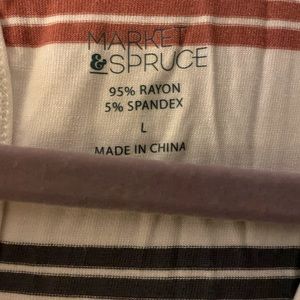 MARKET
& SPRUCE
95% RAYON
5% SPANDEX
L
MADE IN CHINA